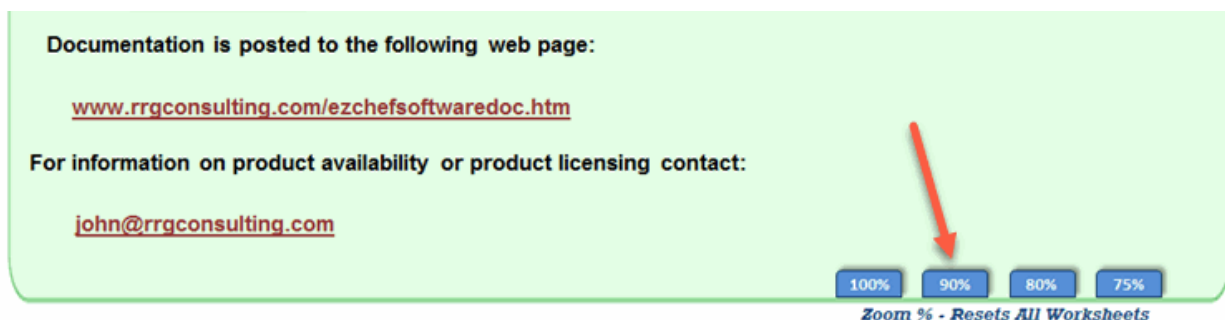 Documentation is posted to the following web page:
www.rrgconsulting.com/ezchefsoftwaredoc.htm
For information on product availability or product licensing contact:
john@rrgconsulting.com
100% 90% 80% 75%
Zoom % - Resets All Worksheets